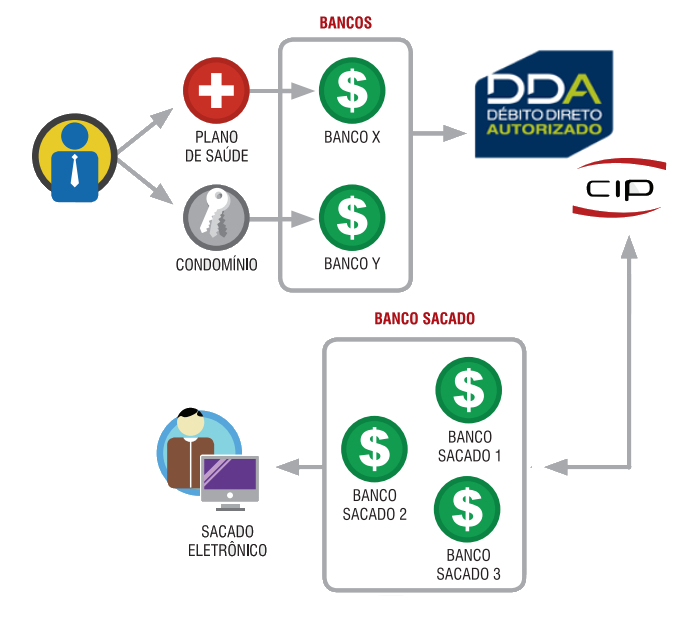 BANCOS
$
BANCO X
PLANO
DE SAÚDE
DDA
DÉBITO DIRETO
AUTORIZADO
CIP
$
BANCO Y
CONDOMÍNIO
BANCO SACADO
$
BANCO
SACADO 1
$
BANCO
SACADO 2
$
BANCO
SACADO 3
SACADO
ELETRÔNICO